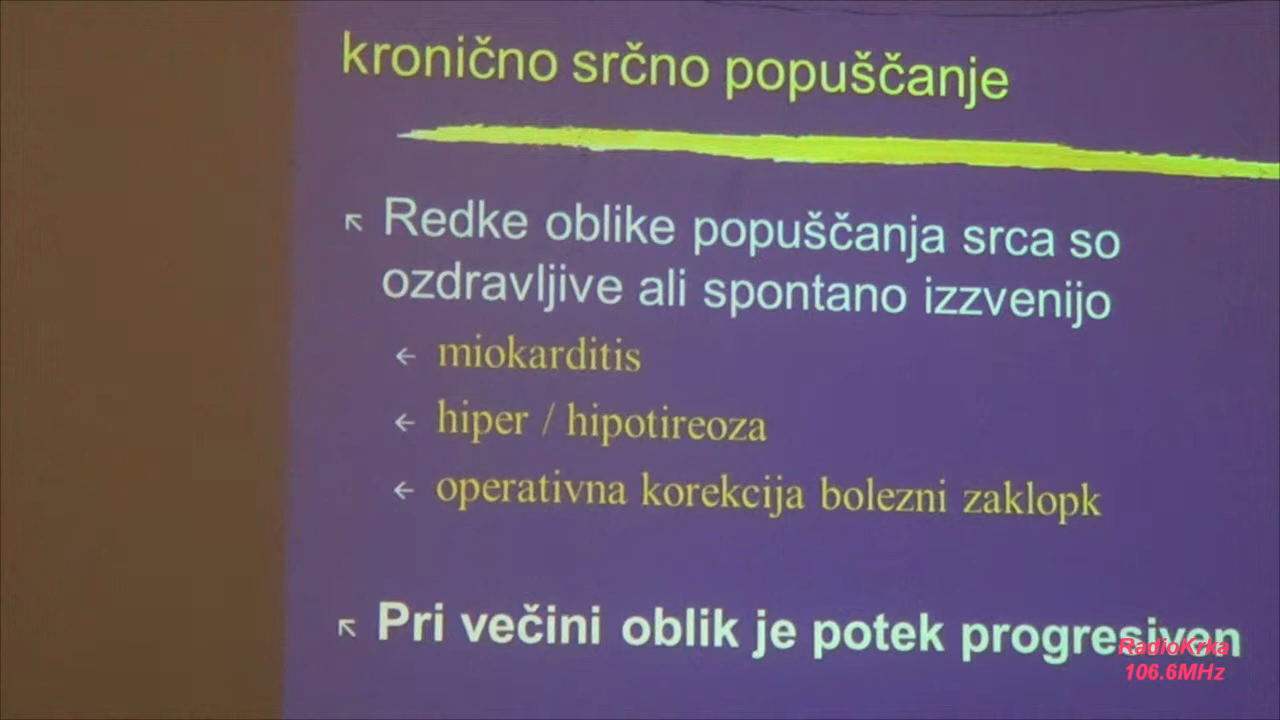 kronično srčno popuščanje
Redke oblike popuščanja srca so
ozdravljive ali spontano izzvenijo
miokarditis
hiper / hipotireoza
operativna korekcija bolezni zaklopk
Pri večini oblik je potek progresiven
RadioKrka
106.6MHz